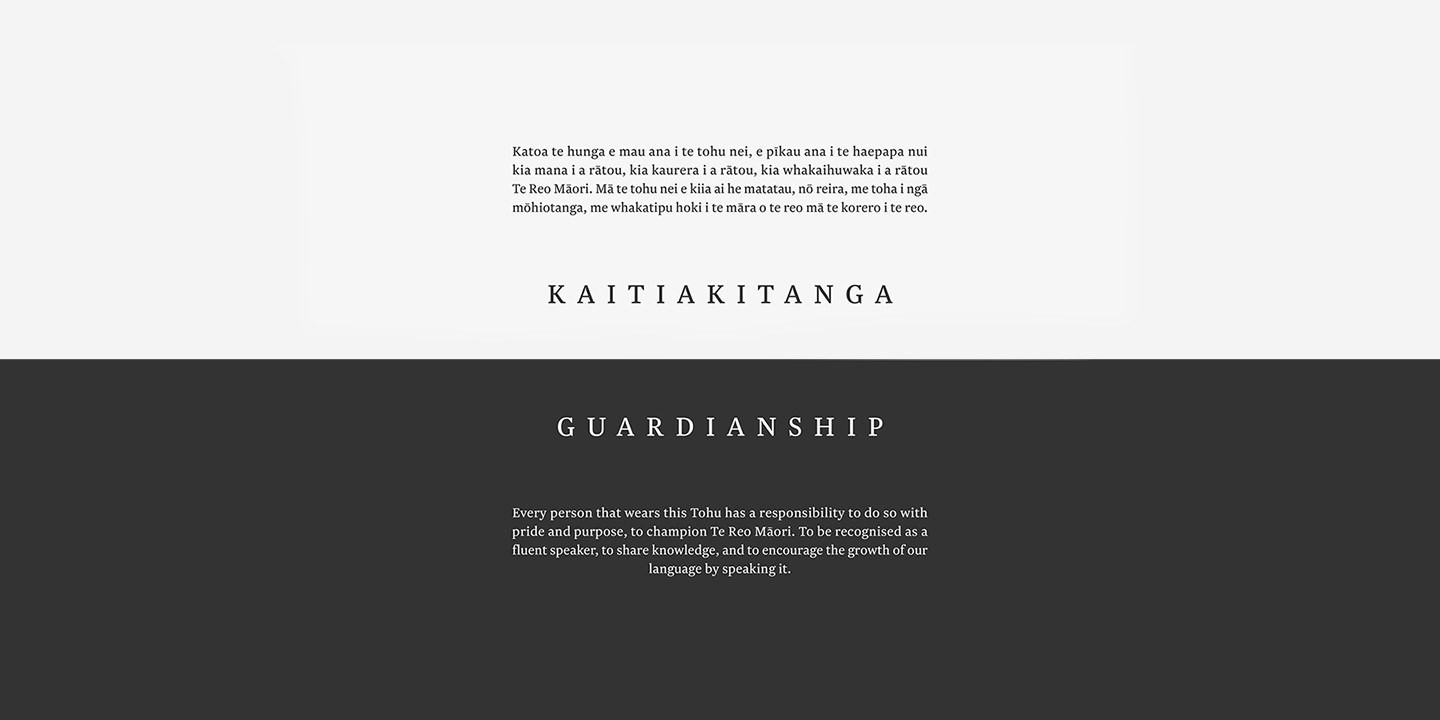 Katoa te hunga e mau ana i te tohu nei, e pīkau ana i te haepapa nui
kia mana i a rātou, kia kaurera i a rātou, kia whakaihuwaka i a rātou
Te Reo Māori. Mā te tohu nei e kiia ai he matatau, nō reira, me toha i ngā
mōhiotanga, me whakatipu hoki i te māra o te reo mā te korero i te reo.
KAITIAKITANGA
GUARDIANSHIP
Every person that wears this Tohu has a responsibility to do so with
pride and purpose, to champion Te Reo Māori. To be recognised as a
fluent speaker, to share knowledge, and to encourage the growth of our
language by speaking it.